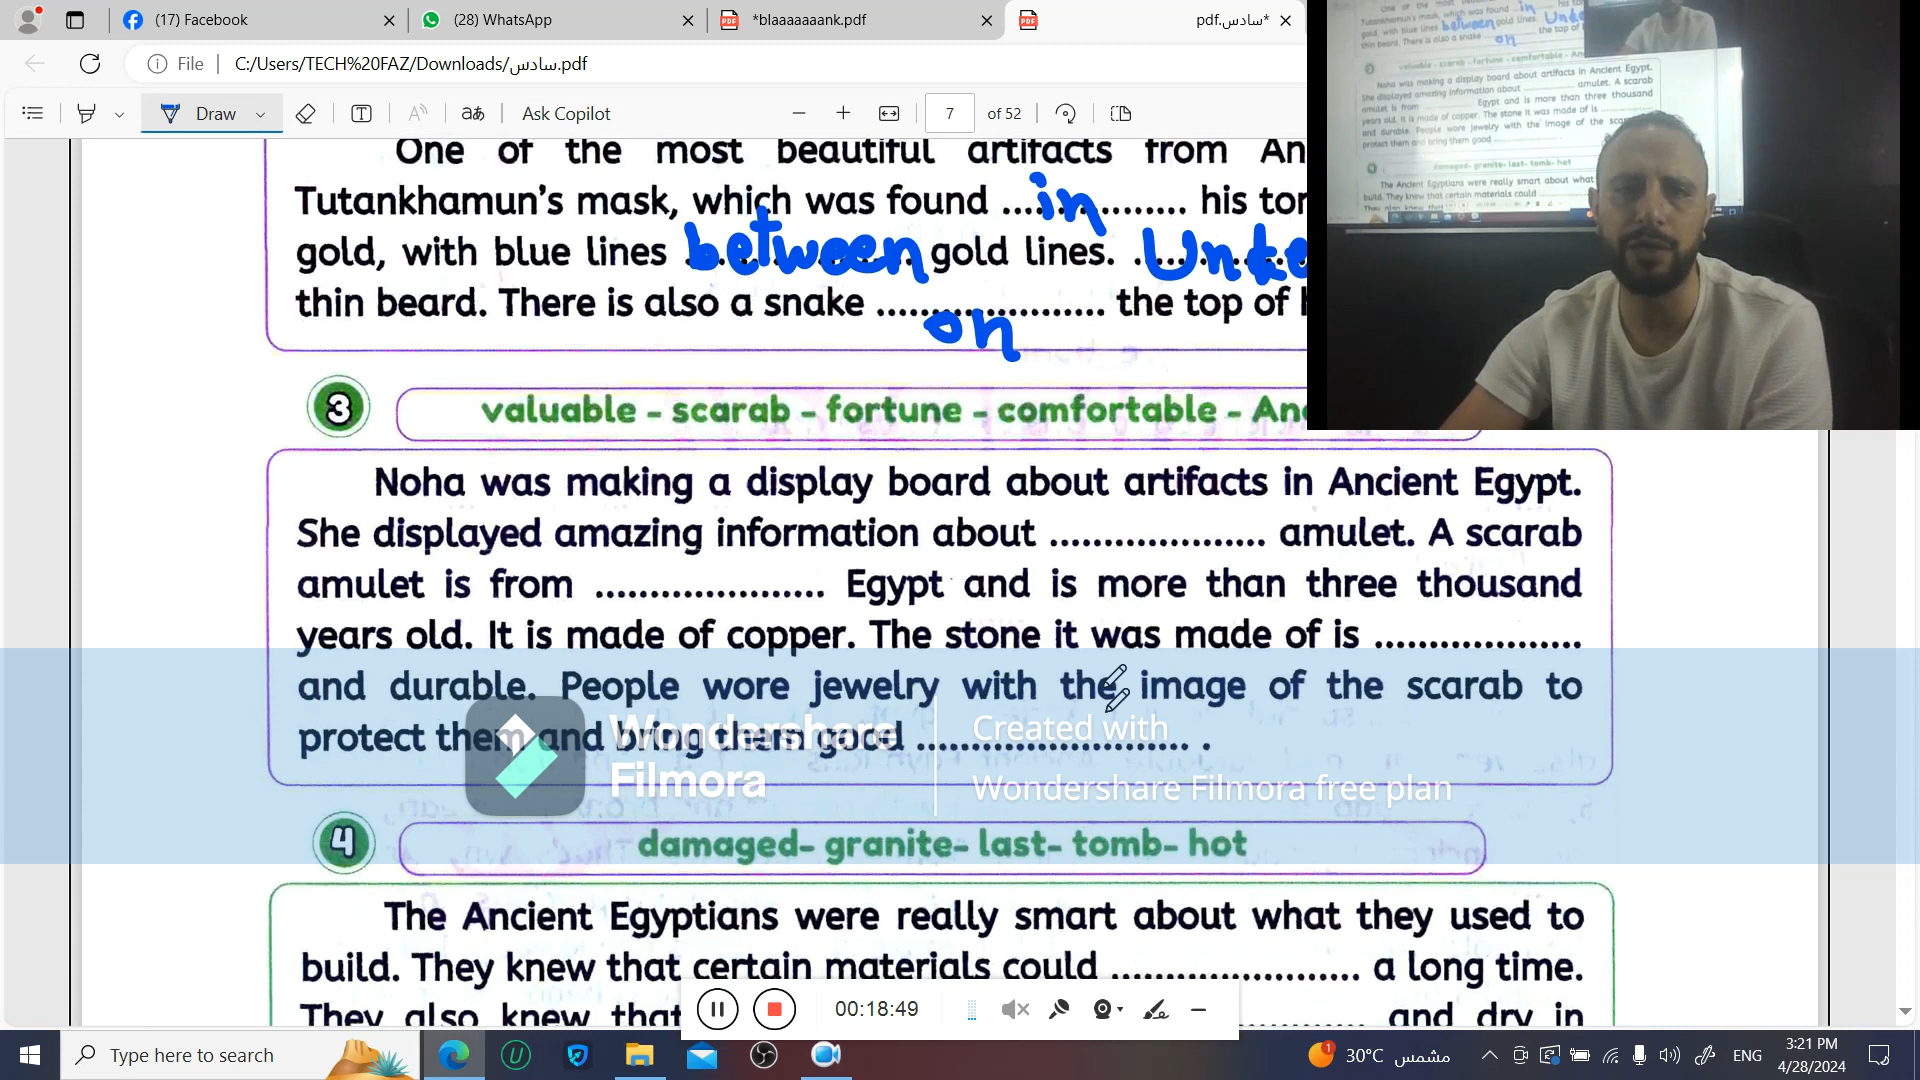 (17) Facebook
(28) WhatsApp
*blaaaaaank.pdf
*سادس.pdf
File
C:/Users/TECH%20FAZ/Downloads/سادس.pdf
Draw
Ask Copilot
7
of 52
One of the most beautiful artifacts from An
Tutankhamun's mask, which was found .... in .... his tor
gold, with blue lines between gold lines. Unde
thin beard. There is also a snake .................... the top of
on
3
valuable - scarab - fortune - comfortable - An
Noha was making a display board about artifacts in Ancient Egypt.
She displayed amazing information about .................... amulet. A scarab
amulet is from ..................... Egypt and is more than three thousand
years old. It is made of copper. The stone it was made of is ...................
and durable. People wore jewelry with the image of the scarab to
protect them and bring them good ......................... .
Wondershare
Filmora
Created with
Wondershare Filmora free plan
4
damaged- granite- last- tomb- hot
The Ancient Egyptians were really smart about what they used to
build. They knew that certain materials could ....................... a long time.
They also knew that
and dry in
00:18:49
Type here to search
30°C مشمس
ENG
3:21 PM
4/28/2024